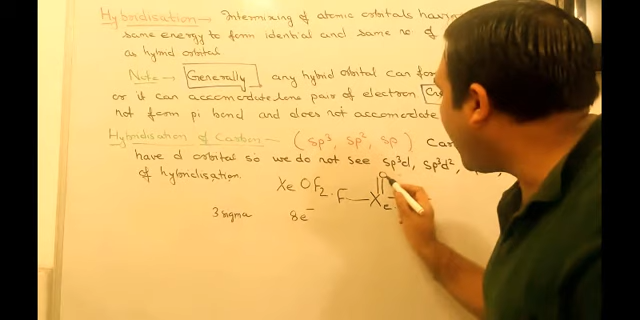 Hybridisation → Intermixing of atomic orbitals having
same energy to form idential and same no of
as hybrid orbital
Note → Generally any hybrid orbital can for
or it can accomodate lone pair of electron
not form pi bond and does not accomodate
Hybridisation of Carbon - (sp³, sp², sp) Car
have d orbital so we do not see sp³d, sp³d²,
of hybridisation.
O
XeOF₂. F—Xe
3 sigma 8e⁻